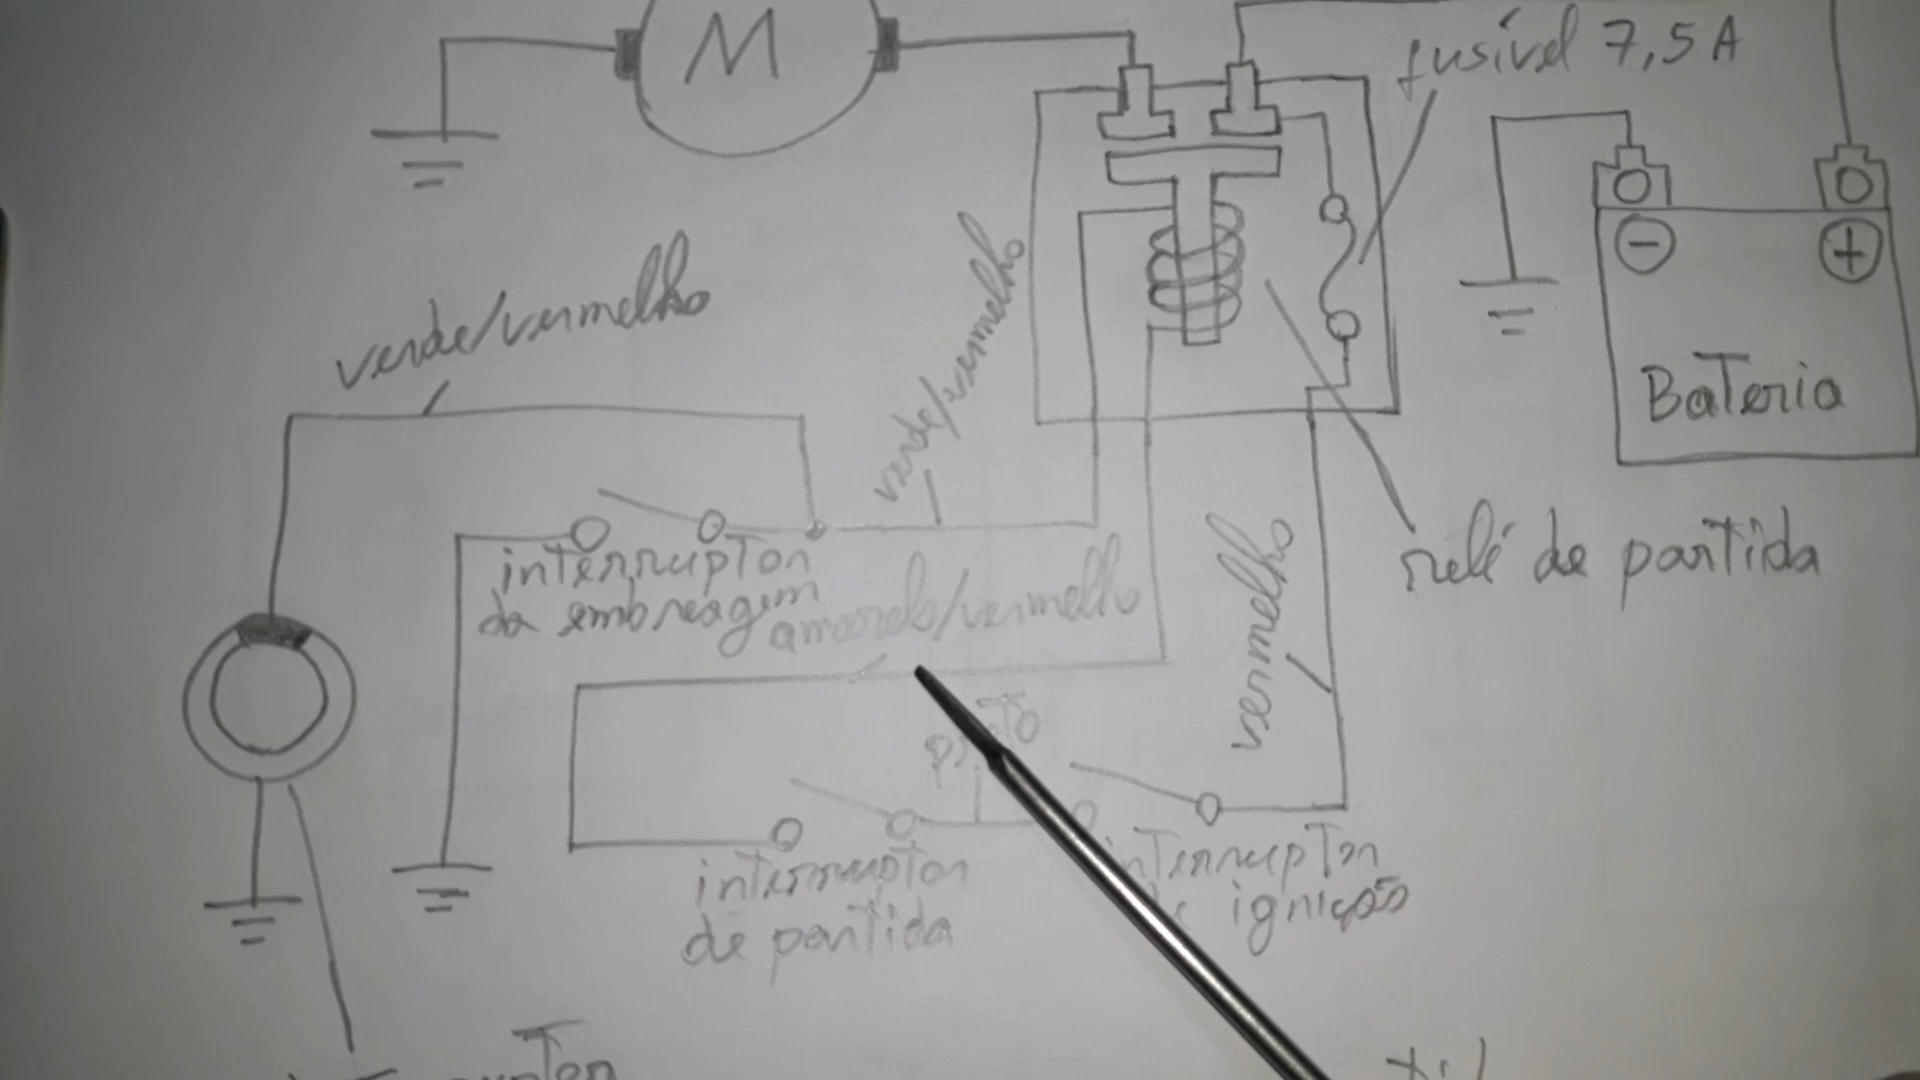 M
fusível 7,5 A
- +
verde/vermelho
verde/vermelho
Bateria
interruptor
da embreagem
amarelo/vermelho
vermelho
relé de partida
interruptor
de partida
interruptor
ignição